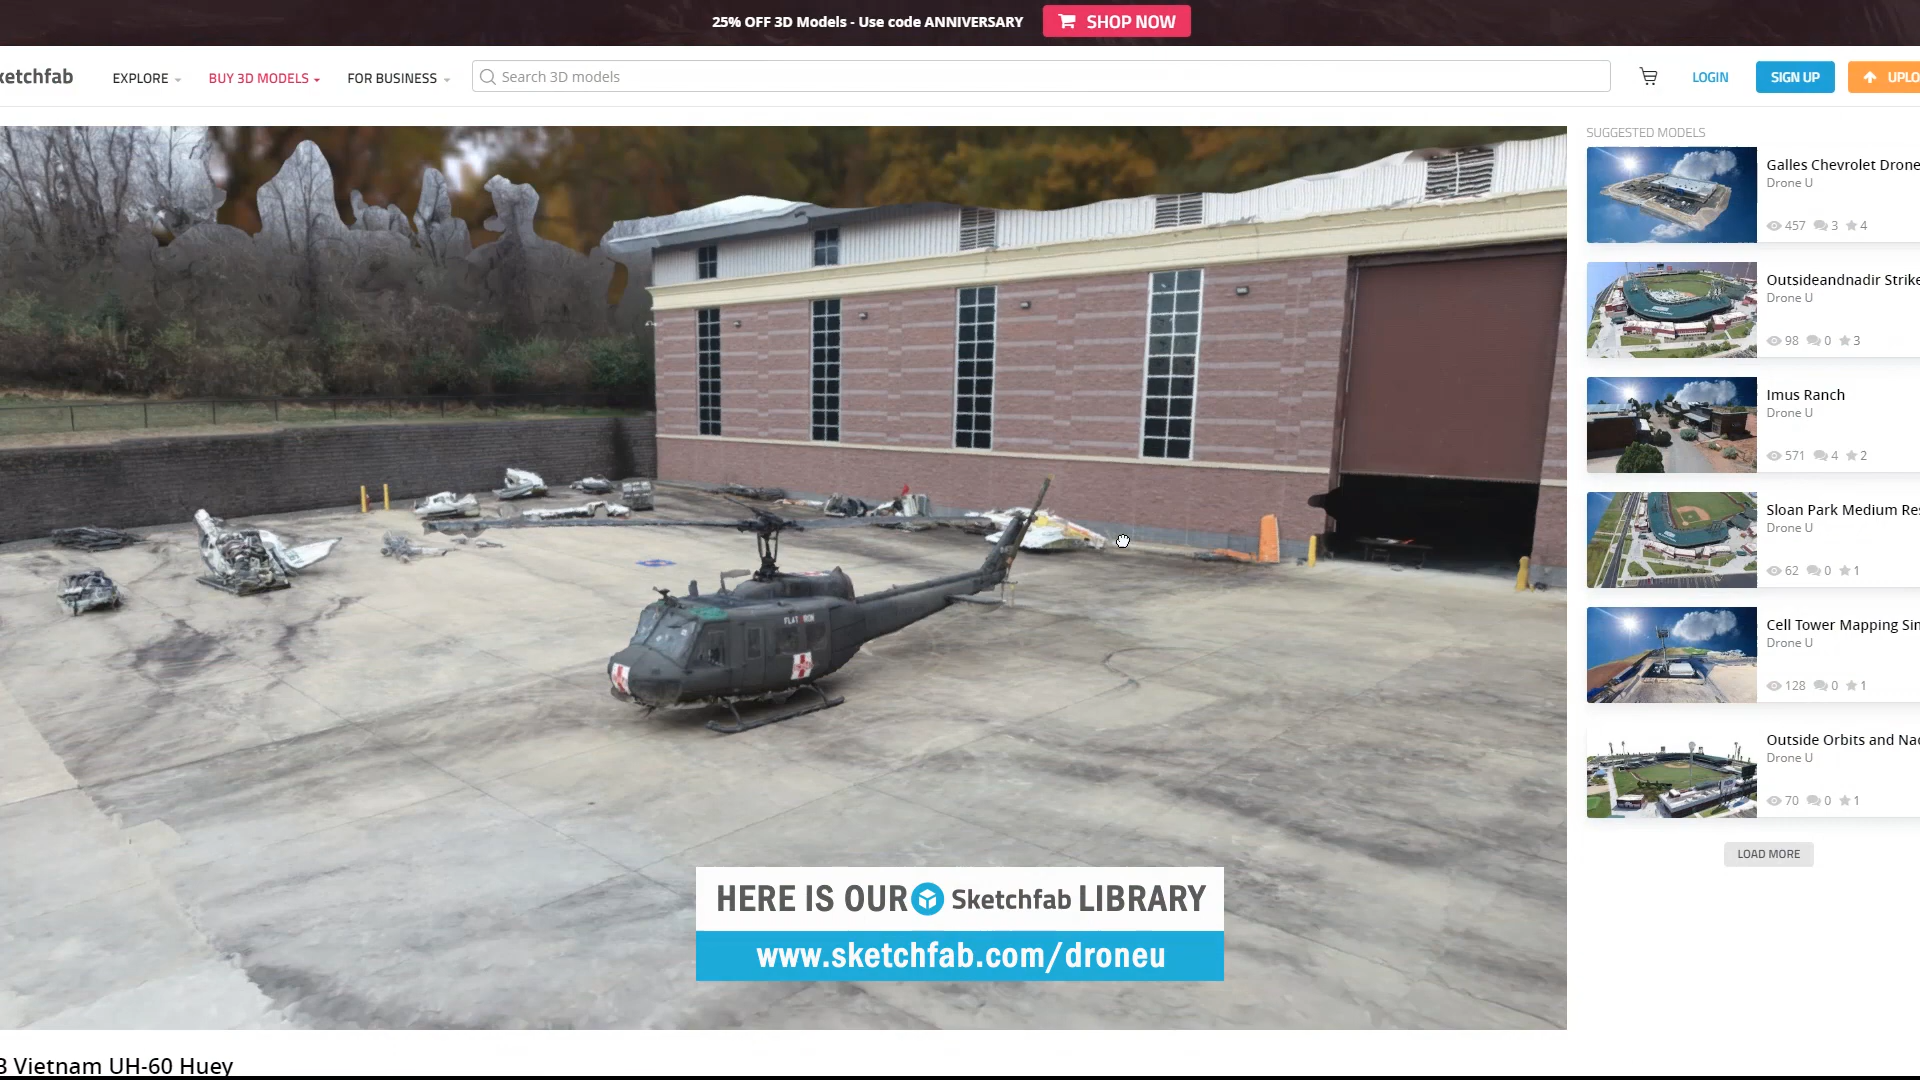 25% OFF 3D Models - Use code ANNIVERSARY
SHOP NOW
ketchfab
EXPLORE
BUY 3D MODELS
FOR BUSINESS
Search 3D models
LOGIN
SIGN UP
UPLO
SUGGESTED MODELS
Galles Chevrolet Drone
Drone U
457 3 4
Outsideandnadir Strike
Drone U
98 0 3
Imus Ranch
Drone U
571 4 2
Sloan Park Medium Res
Drone U
62 0 1
Cell Tower Mapping Sin
Drone U
128 0 1
Outside Orbits and Nad
Drone U
70 0 1
LOAD MORE
HERE IS OUR Sketchfab LIBRARY
www.sketchfab.com/droneu
3 Vietnam UH-60 Huey